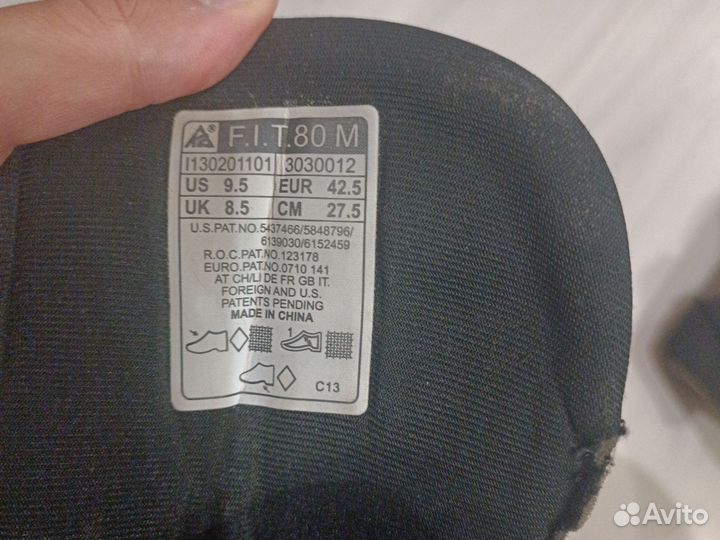 ® F.I.T.80 M
I130201101 3030012
US 9.5 EUR 42.5
UK 8.5 CM 27.5
U.S.PAT.NO.5437466/5848796/
6139030/6152459
R.O.C.PAT.NO.123178
EURO.PAT.NO.0710 141
AT CH/LI DE FR GB IT.
FOREIGN AND U.S.
PATENTS PENDING
MADE IN CHINA
1
C13
Avito